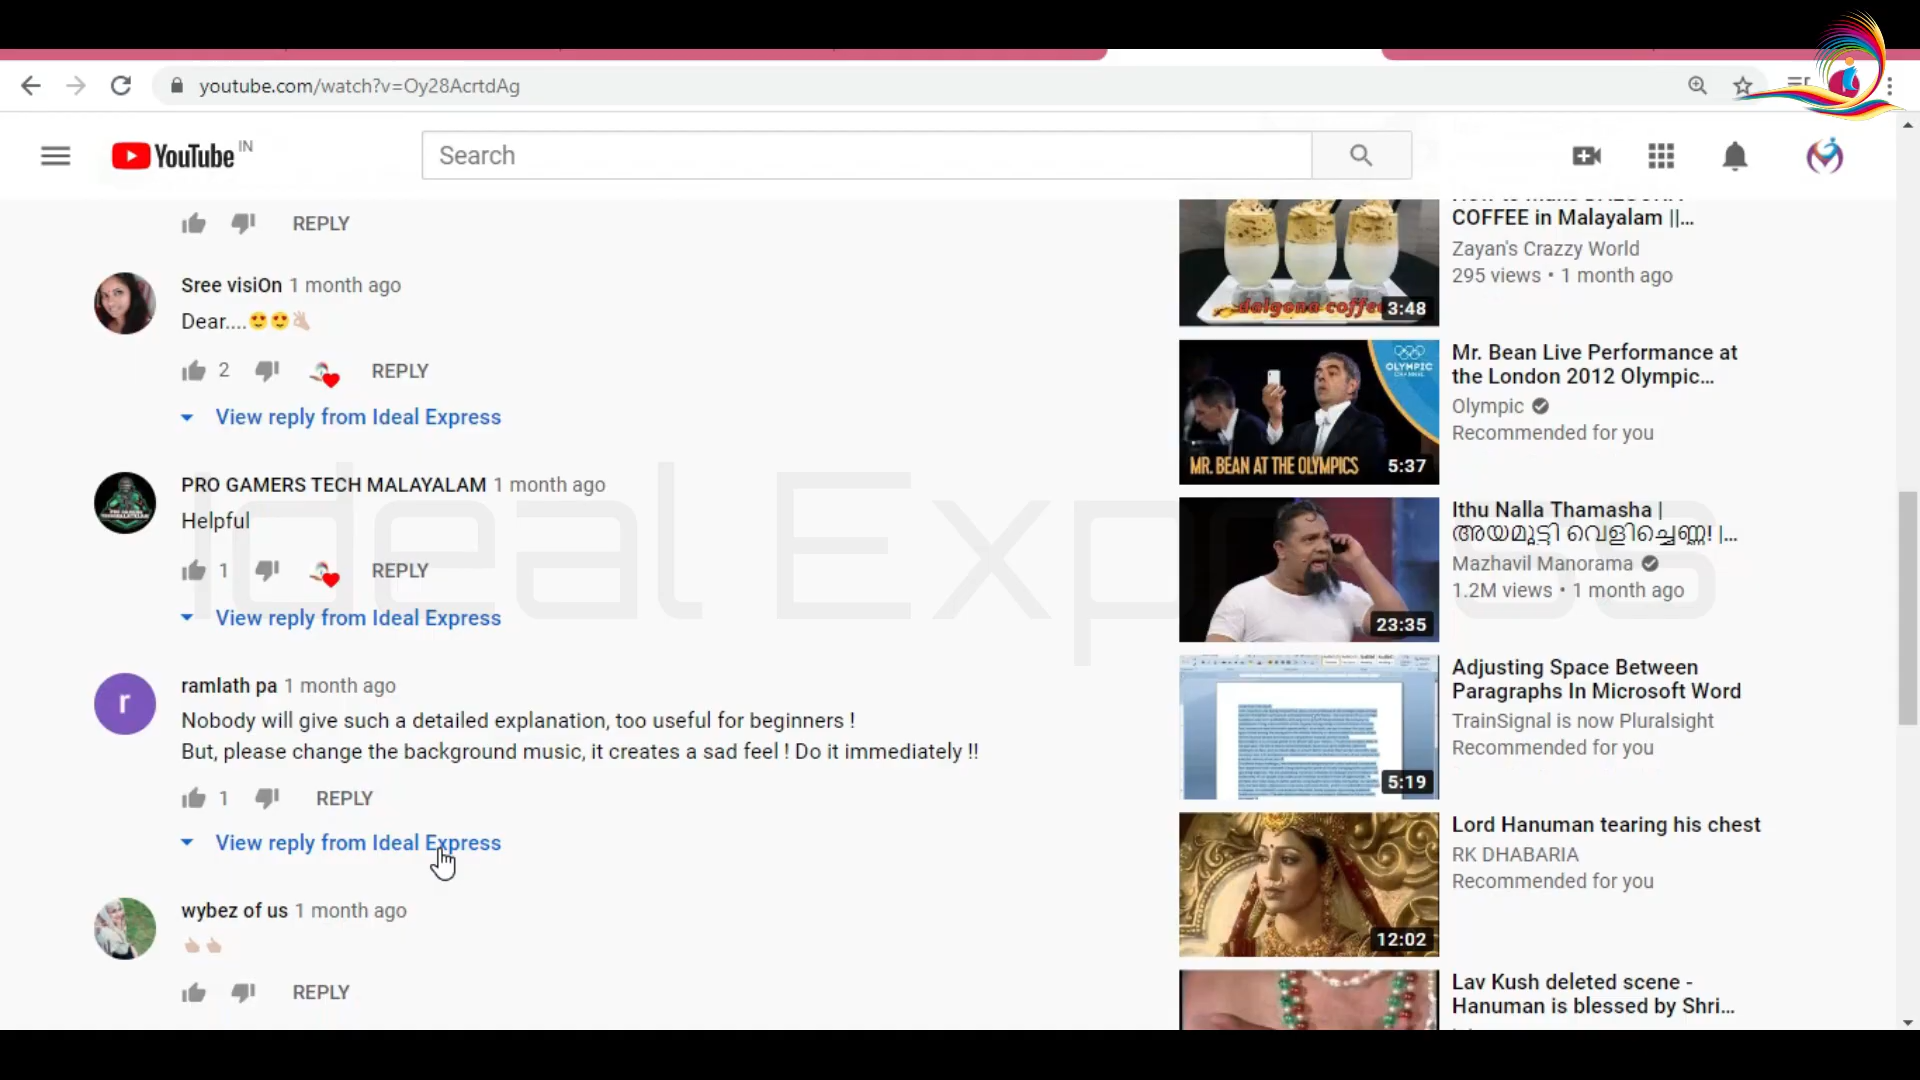 youtube.com/watch?v=Oy28AcrtdAg
YouTube IN
Search
REPLY
Sree visiOn 1 month ago
Dear....😍😍👌🏻
2 REPLY
View reply from Ideal Express
PRO GAMERS TECH MALAYALAM 1 month ago
Helpful
1 REPLY
View reply from Ideal Express
ramlath pa 1 month ago
Nobody will give such a detailed explanation, too useful for beginners !
But, please change the background music, it creates a sad feel ! Do it immediately !!
1 REPLY
View reply from Ideal Express
wybez of us 1 month ago
👍🏻👍🏻
REPLY
Ideal Express
COFFEE in Malayalam ||...
Zayan's Crazzy World
295 views • 1 month ago
dalgona coffee
3:48
Mr. Bean Live Performance at
the London 2012 Olympic...
Olympic
Recommended for you
OLYMPIC
CHANNEL
MR. BEAN AT THE OLYMPICS
5:37
Ithu Nalla Thamasha |
അയമൂട്ടി വെളിച്ചെണ്ണ! |...
Mazhavil Manorama
1.2M views • 1 month ago
23:35
Adjusting Space Between
Paragraphs In Microsoft Word
TrainSignal is now Pluralsight
Recommended for you
5:19
Lord Hanuman tearing his chest
RK DHABARIA
Recommended for you
12:02
Lav Kush deleted scene -
Hanuman is blessed by Shri...